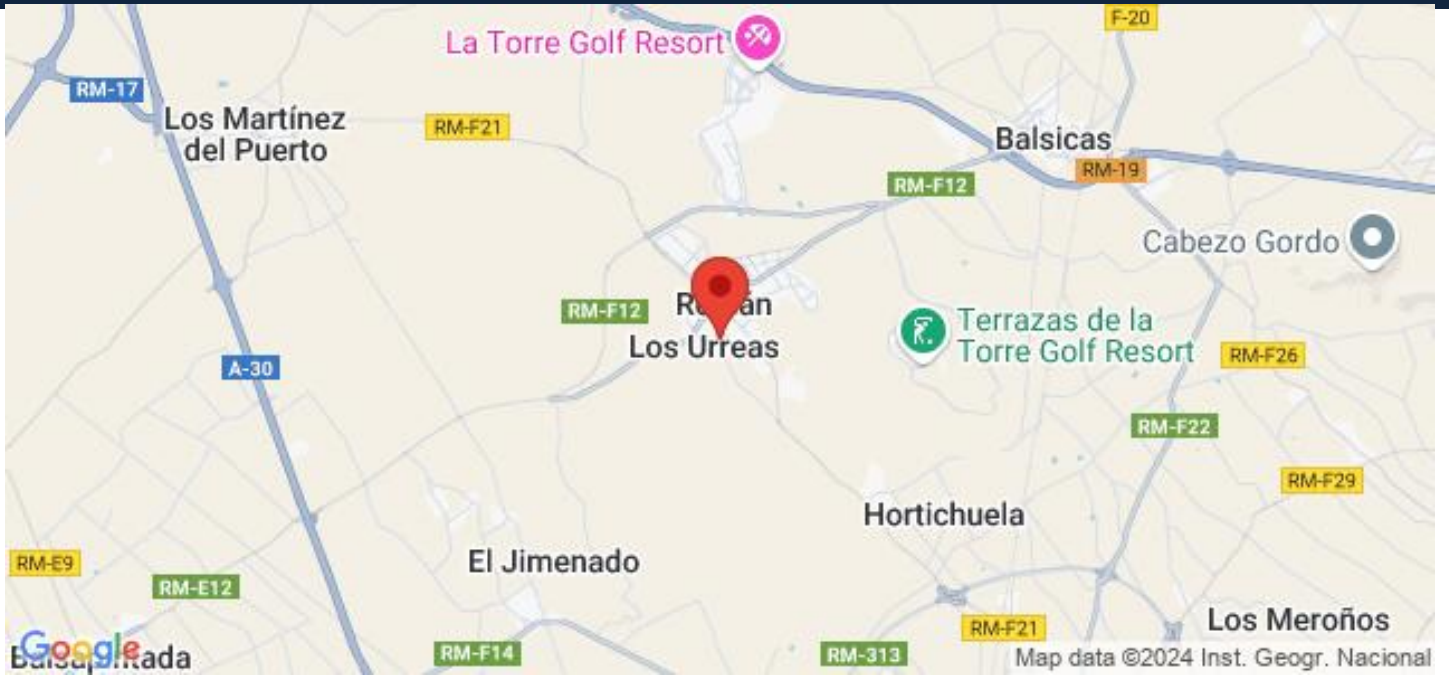 F-20
La Torre Golf Resort
RM-17
Los Martínez
del Puerto
RM-F21
Balsicas
RM-19
RM-F12
Cabezo Gordo
RM-F12
Los Urreas
Terrazas de la
Torre Golf Resort
RM-F26
A-30
RM-F22
RM-F29
Hortichuela
El Jimenado
RM-E9
RM-E12
Los Meroños
RM-F21
Google
RM-F14
RM-313
Map data ©2024 Inst. Geogr. Nacional